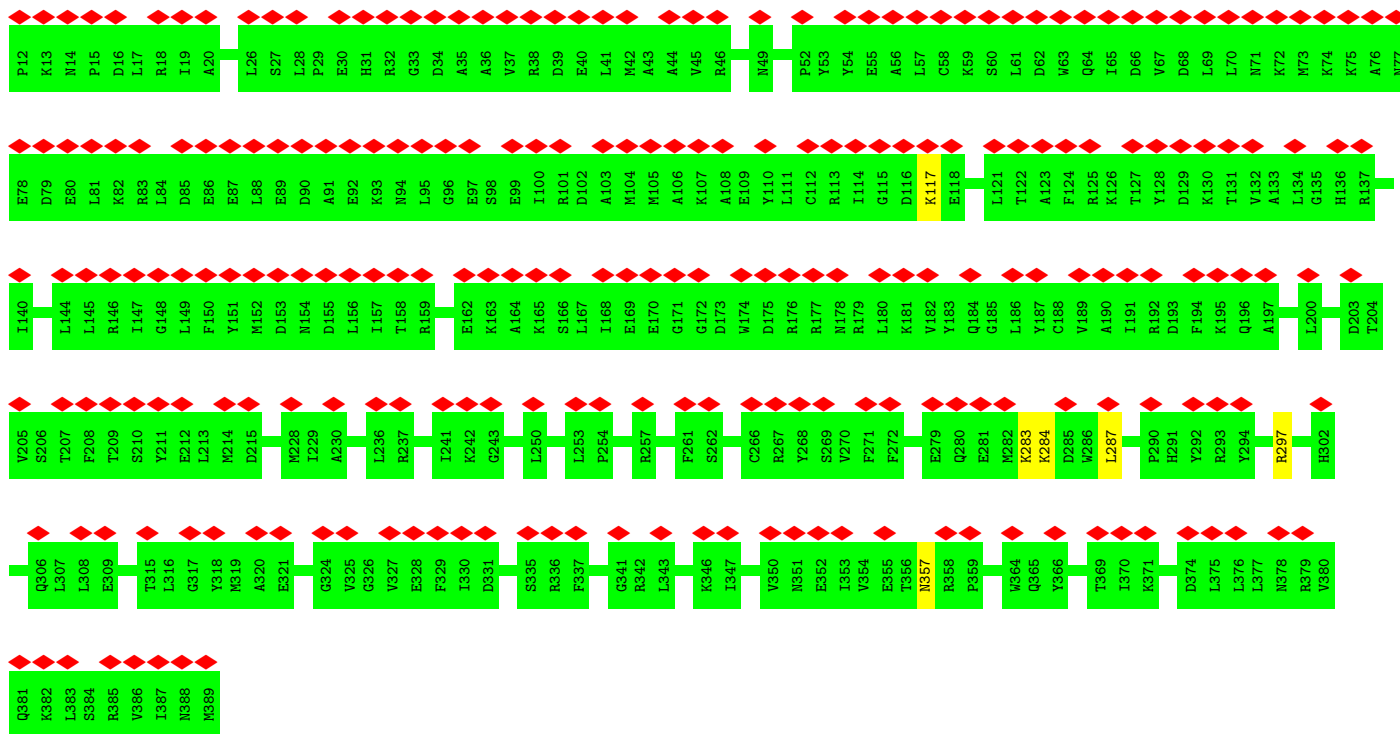 P12 K13 N14 P15 D16 L17 R18 I19 A20 L26 S27 L28 P29 E30 H31 R32 G33 D34 A35 A36 V37 R38 D39 E40 L41 M42 A43 A44 V45 R46 N49 P52 Y53 Y54 E55 A56 L57 C58 K59 S60 L61 D62 W63 Q64 I65 D66 V67 D68 L69 L70 N71 K72 M73 K74 K75 A76 N77
E78 D79 E80 L81 K82 R83 L84 D85 E86 E87 L88 E89 D90 A91 E92 K93 N94 L95 G96 E97 S98 E99 I100 R101 D102 A103 M104 M105 A106 K107 A108 E109 Y110 L111 C112 R113 I114 G115 D116 K117 E118 L121 T122 A123 F124 R125 K126 T127 Y128 D129 K130 T131 V132 A133 L134 G135 H136 R137
I140 L144 L145 R146 I147 G148 L149 F150 Y151 M152 D153 N154 D155 L156 I157 T158 R159 E162 K163 A164 K165 S166 L167 I168 E169 E170 G171 G172 D173 W174 D175 R176 R177 N178 R179 L180 K181 V182 Y183 Q184 G185 L186 Y187 C188 V189 A190 I191 R192 D193 F194 K195 Q196 A197 L200 D203 T204
V205 S206 T207 F208 T209 S210 Y211 E212 L213 M214 D215 M228 I229 A230 L236 R237 I241 K242 G243 L250 L253 P254 R257 F261 S262 C266 R267 Y268 S269 V270 F271 F272 E279 Q280 E281 M282 K283 K284 D285 W286 L287 P290 H291 Y292 R293 Y294 R297 H302
Q306 L307 L308 E309 T315 L316 G317 Y318 M319 A320 E321 G324 V325 G326 V327 E328 F329 I330 D331 S335 R336 F337 G341 R342 L343 K346 I347 V350 N351 E352 I353 V354 E355 T356 N357 R358 P359 W364 Q365 Y366 T369 I370 K371 D374 L375 L376 L377 N378 R379 V380
Q381 K382 L383 S384 R385 V386 I387 N388 M389